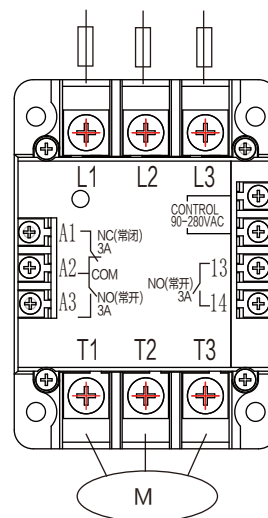 L1 L2 L3
CONTROL
90-280VAC
A1 NC(常闭)
3A
A2 COM
A3 NO(常开)
3A
NO(常开) 13
3A
14
T1 T2 T3
M